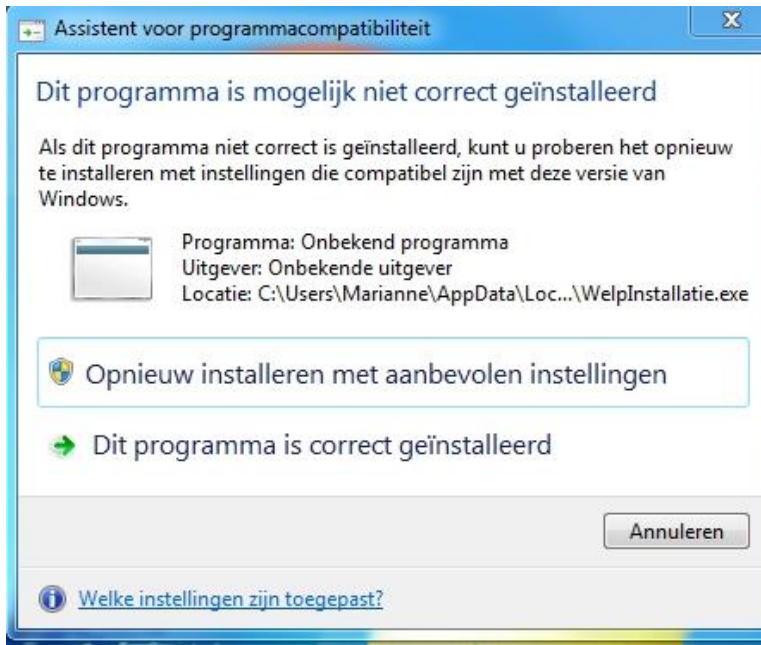 Assistent voor programmacompatibiliteit
Dit programma is mogelijk niet correct geïnstalleerd
Als dit programma niet correct is geïnstalleerd, kunt u proberen het opnieuw
te installeren met instellingen die compatibel zijn met deze versie van
Windows.
Programma: Onbekend programma
Uitgever: Onbekende uitgever
Locatie: C:\Users\Marianne\AppData\Loc...\WelpInstallatie.exe
Opnieuw installeren met aanbevolen instellingen
Dit programma is correct geïnstalleerd
Annuleren
Welke instellingen zijn toegepast?